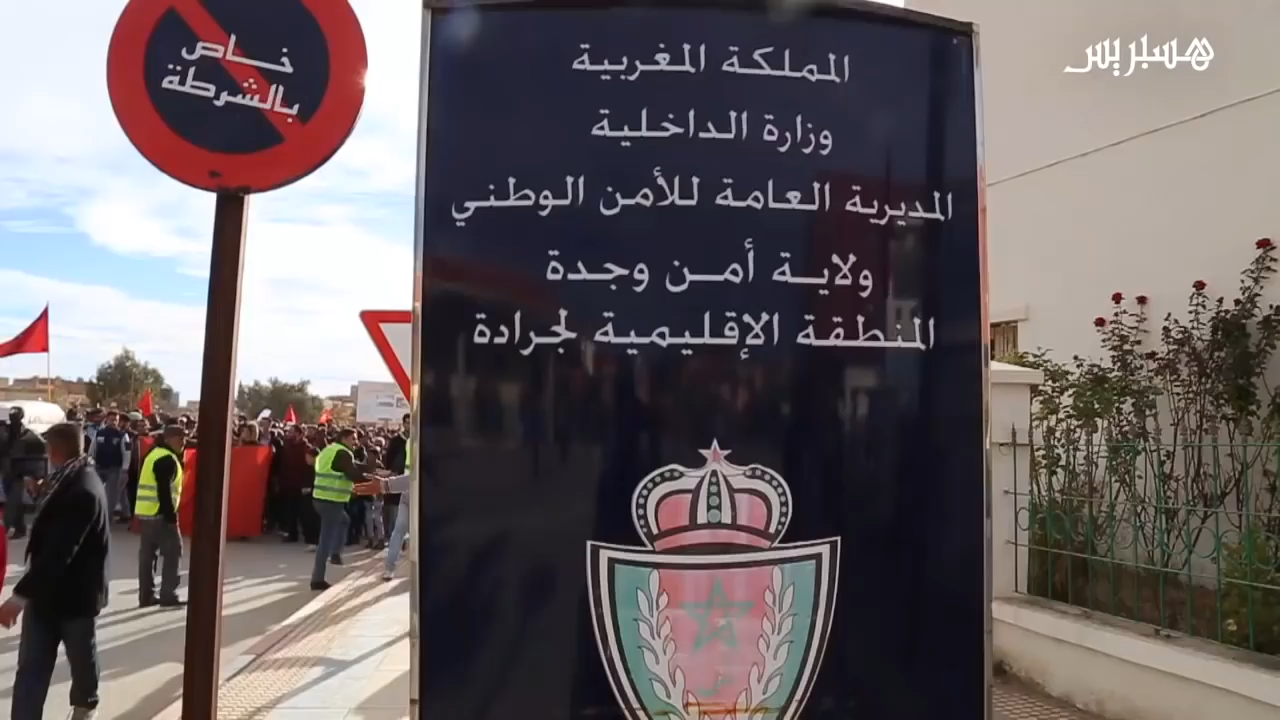 خاص
بالشرطة
المملكة المغربية
وزارة الداخلية
المديرية العامة للأمن الوطني
ولاية أمن وجدة
المنطقة الإقليمية لجرادة
هسبريس